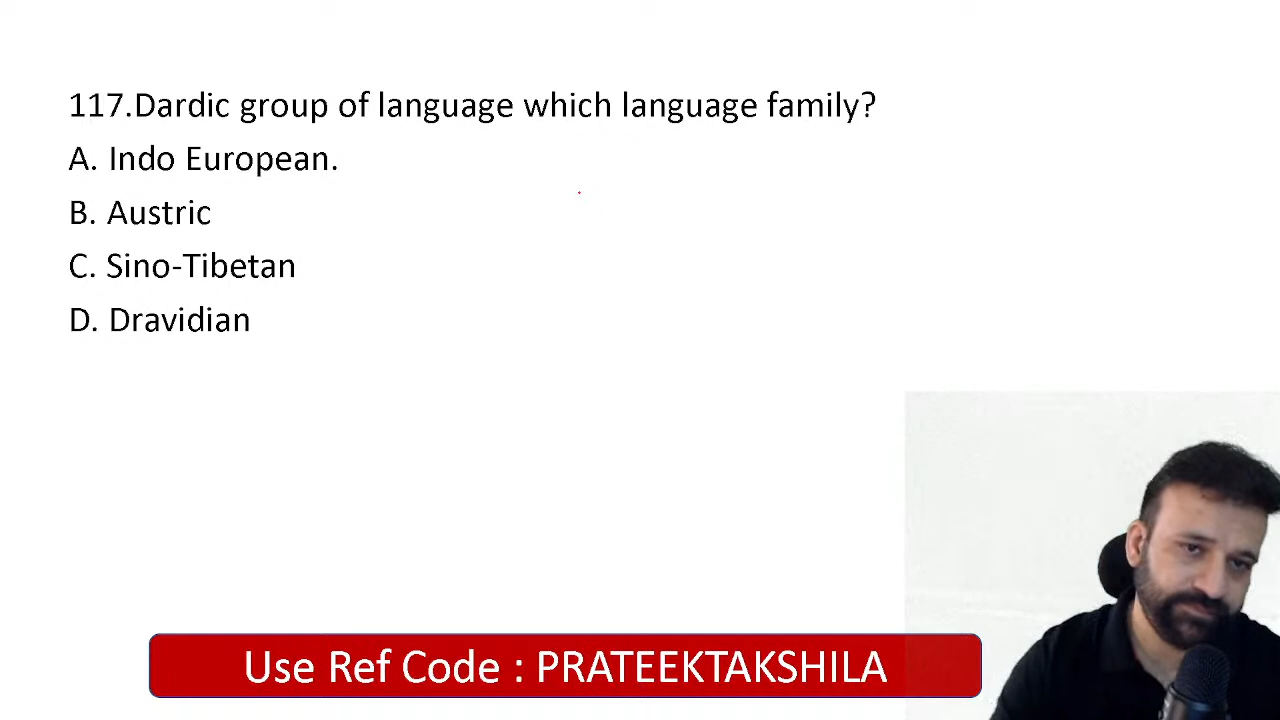 117.Dardic group of language which language family?
A. Indo European.
B. Austric
C. Sino-Tibetan
D. Dravidian
Use Ref Code : PRATEEKTAKSHILA